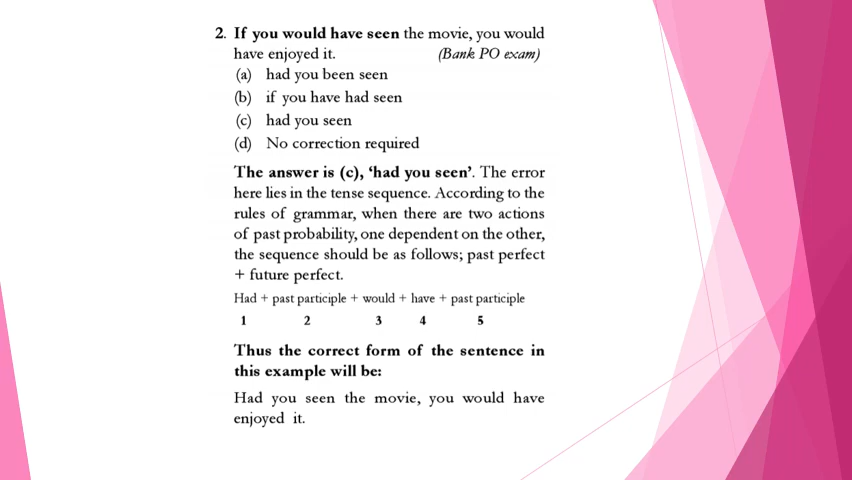 2. If you would have seen the movie, you would
have enjoyed it. (Bank PO exam)
(a) had you been seen
(b) if you have had seen
(c) had you seen
(d) No correction required
The answer is (c), ‘had you seen’. The error
here lies in the tense sequence. According to the
rules of grammar, when there are two actions
of past probability, one dependent on the other,
the sequence should be as follows; past perfect
+ future perfect.
Had + past participle + would + have + past participle
1 2 3 4 5
Thus the correct form of the sentence in
this example will be:
Had you seen the movie, you would have
enjoyed it.